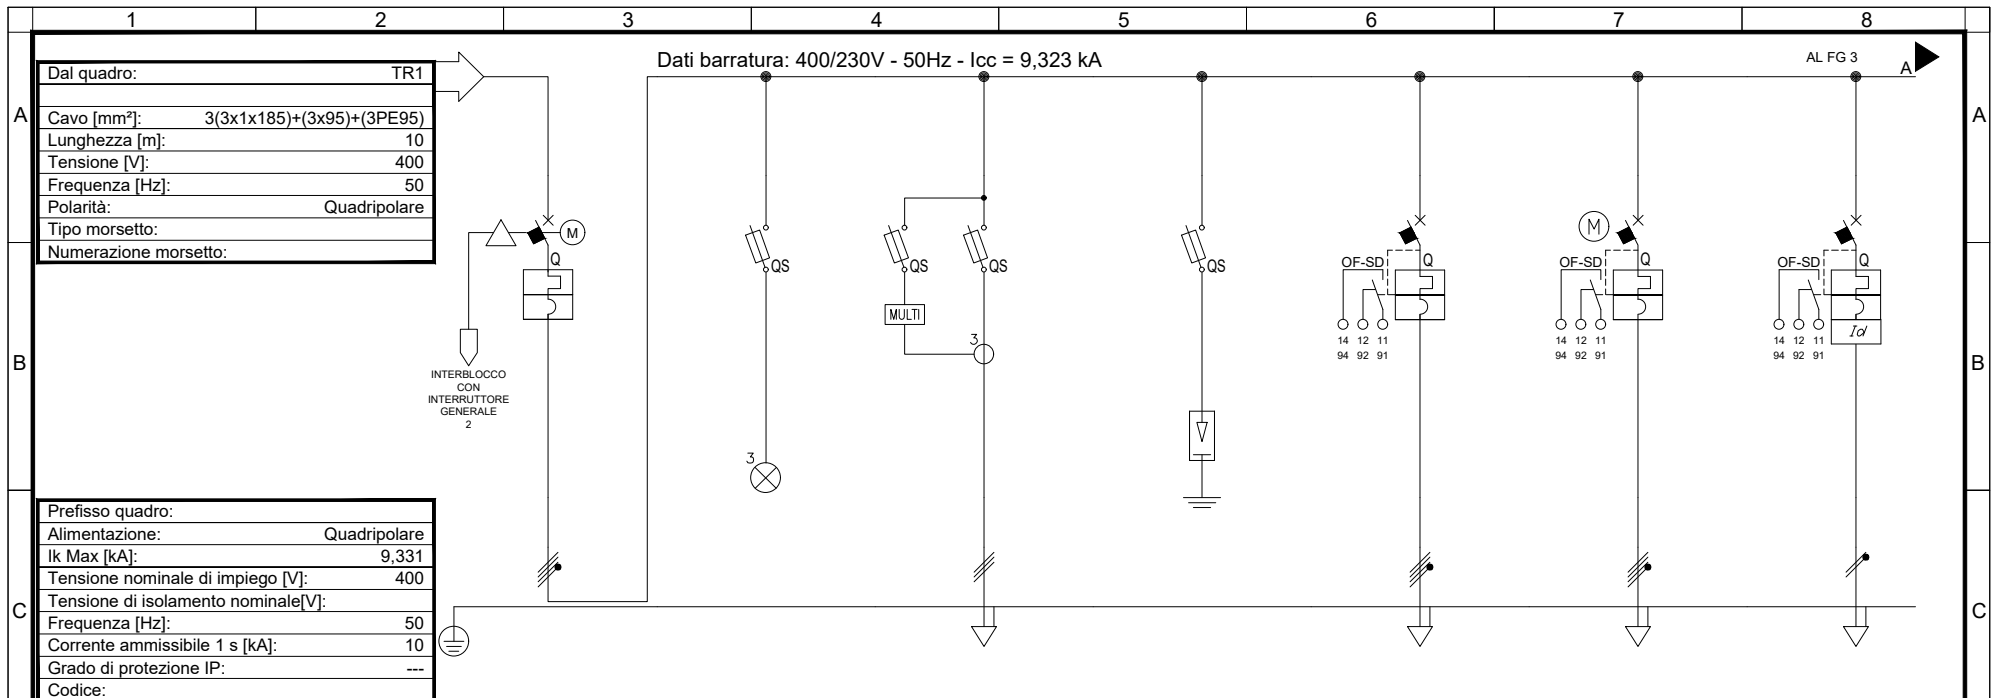 1 2 3 4 5 6 7 8
A
B
C
Dal quadro: TR1
Cavo [mm²]: 3(3x1x185)+(3x95)+(3PE95)
Lunghezza [m]: 10
Tensione [V]: 400
Frequenza [Hz]: 50
Polarità: Quadripolare
Tipo morsetto:
Numerazione morsetto:
Dati barratura: 400/230V - 50Hz - Icc = 9,323 kA
AL FG 3
A
M
Q
INTERBLOCCO
CON
INTERRUTTORE
GENERALE
2
QS
3
QS
QS
MULTI
3
QS
OF-SD
Q
14 12 11
94 92 91
M
OF-SD
Q
14 12 11
94 92 91
OF-SD
Q
Id
14 12 11
94 92 91
Prefisso quadro:
Alimentazione: Quadripolare
Ik Max [kA]: 9,331
Tensione nominale di impiego [V]: 400
Tensione di isolamento nominale[V]:
Frequenza [Hz]: 50
Corrente ammissibile 1 s [kA]: 10
Grado di protezione IP: ---
Codice:
A
B
C